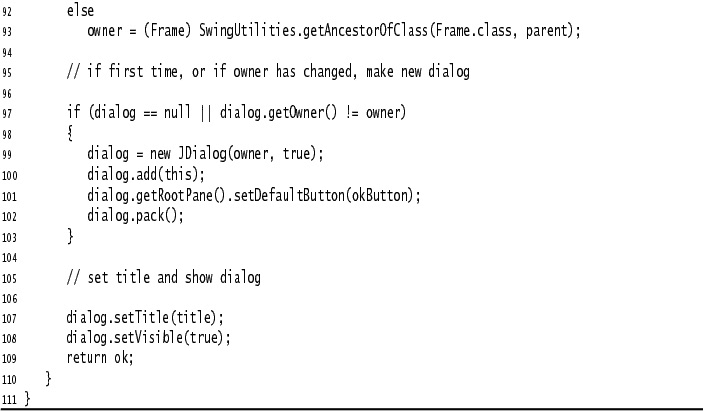 92 else
93 owner = (Frame) SwingUtilities.getAncestorOfClass(Frame.class, parent);
94
95 // if first time, or if owner has changed, make new dialog
96
97 if (dialog == null || dialog.getOwner() != owner)
98 {
99 dialog = new JDialog(owner, true);
100 dialog.add(this);
101 dialog.getRootPane().setDefaultButton(okButton);
102 dialog.pack();
103 }
104
105 // set title and show dialog
106
107 dialog.setTitle(title);
108 dialog.setVisible(true);
109 return ok;
110 }
111 }